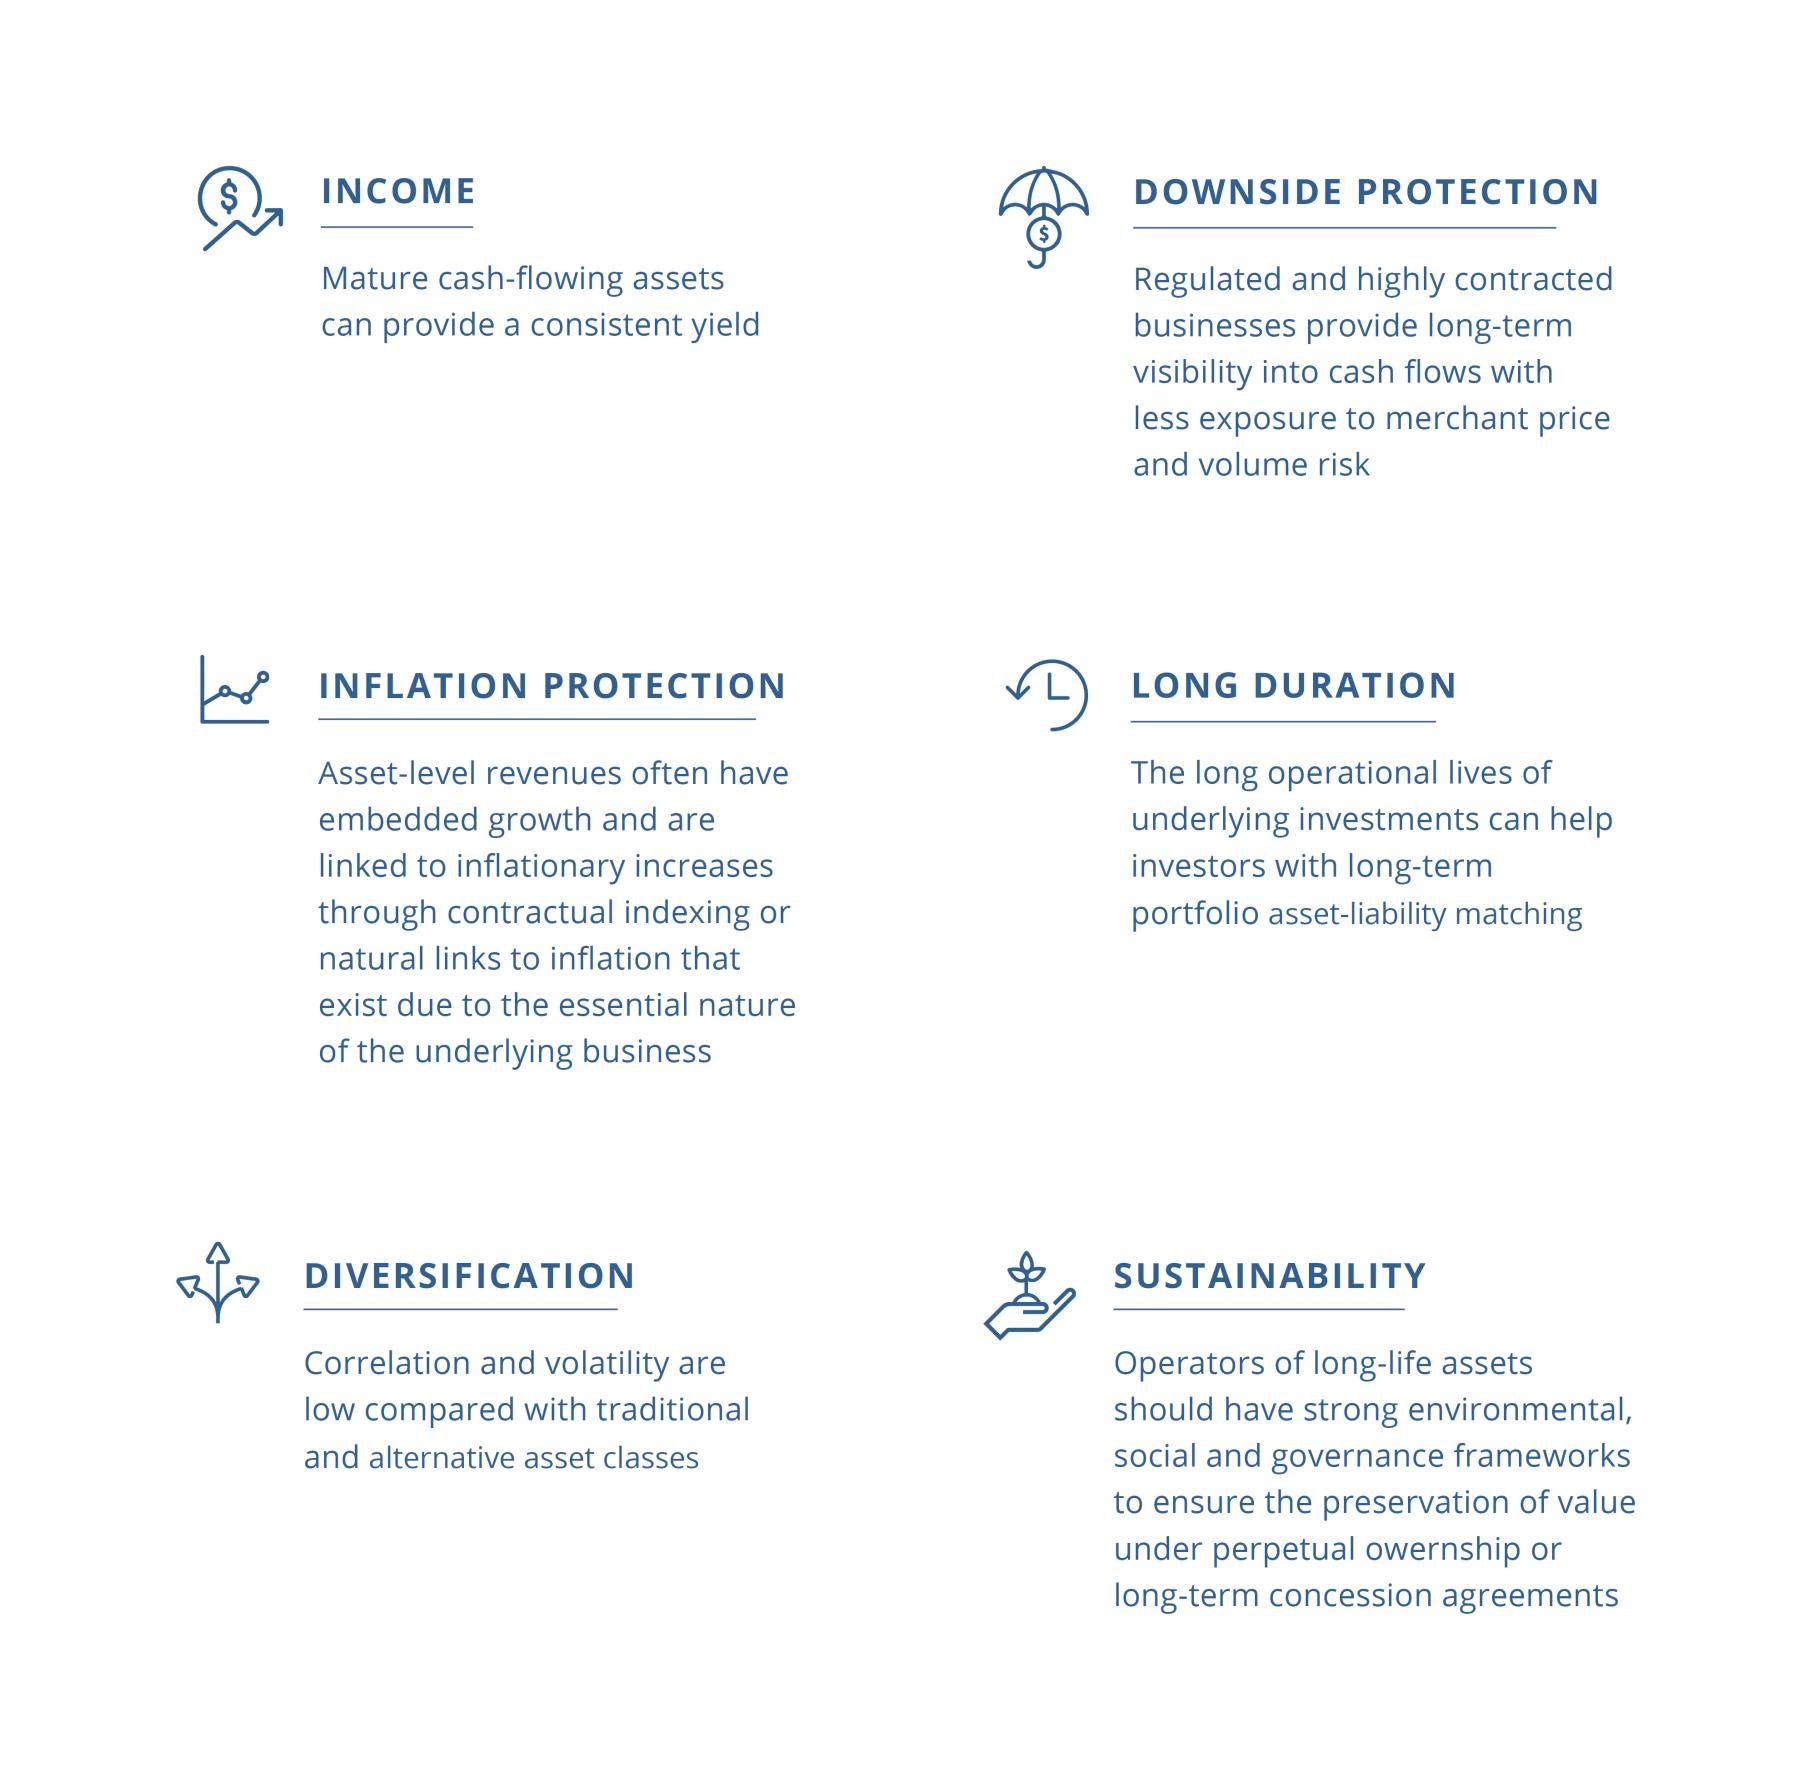 INCOME
Mature cash-flowing assets
can provide a consistent yield
DOWNSIDE PROTECTION
Regulated and highly contracted
businesses provide long-term
visibility into cash flows with
less exposure to merchant price
and volume risk
INFLATION PROTECTION
Asset-level revenues often have
embedded growth and are
linked to inflationary increases
through contractual indexing or
natural links to inflation that
exist due to the essential nature
of the underlying business
LONG DURATION
The long operational lives of
underlying investments can help
investors with long-term
portfolio asset-liability matching
DIVERSIFICATION
Correlation and volatility are
low compared with traditional
and alternative asset classes
SUSTAINABILITY
Operators of long-life assets
should have strong environmental,
social and governance frameworks
to ensure the preservation of value
under perpetual owernship or
long-term concession agreements